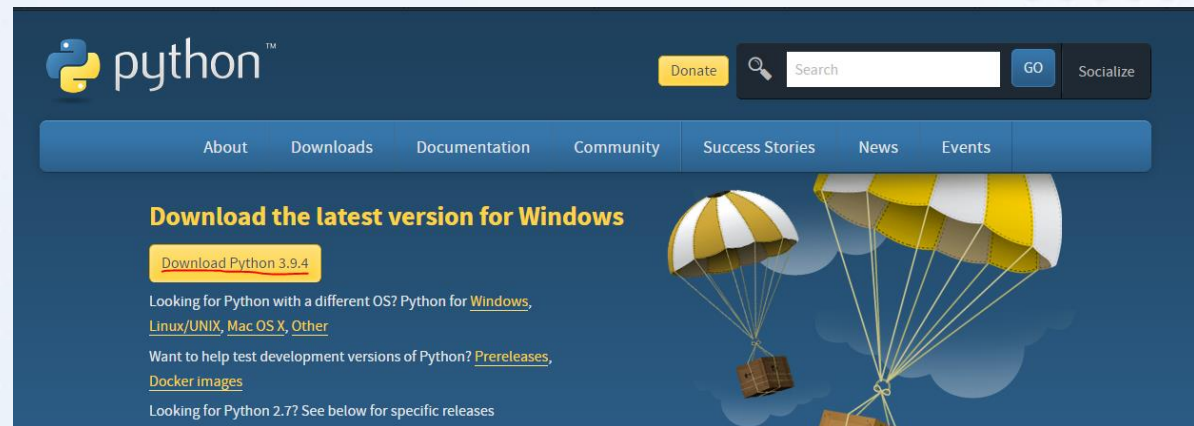 python™
Donate
Search
GO
Socialize
About Downloads Documentation Community Success Stories News Events
Download the latest version for Windows
Download Python 3.9.4
Looking for Python with a different OS? Python for Windows,
Linux/UNIX, Mac OS X, Other
Want to help test development versions of Python? Prereleases,
Docker images
Looking for Python 2.7? See below for specific releases